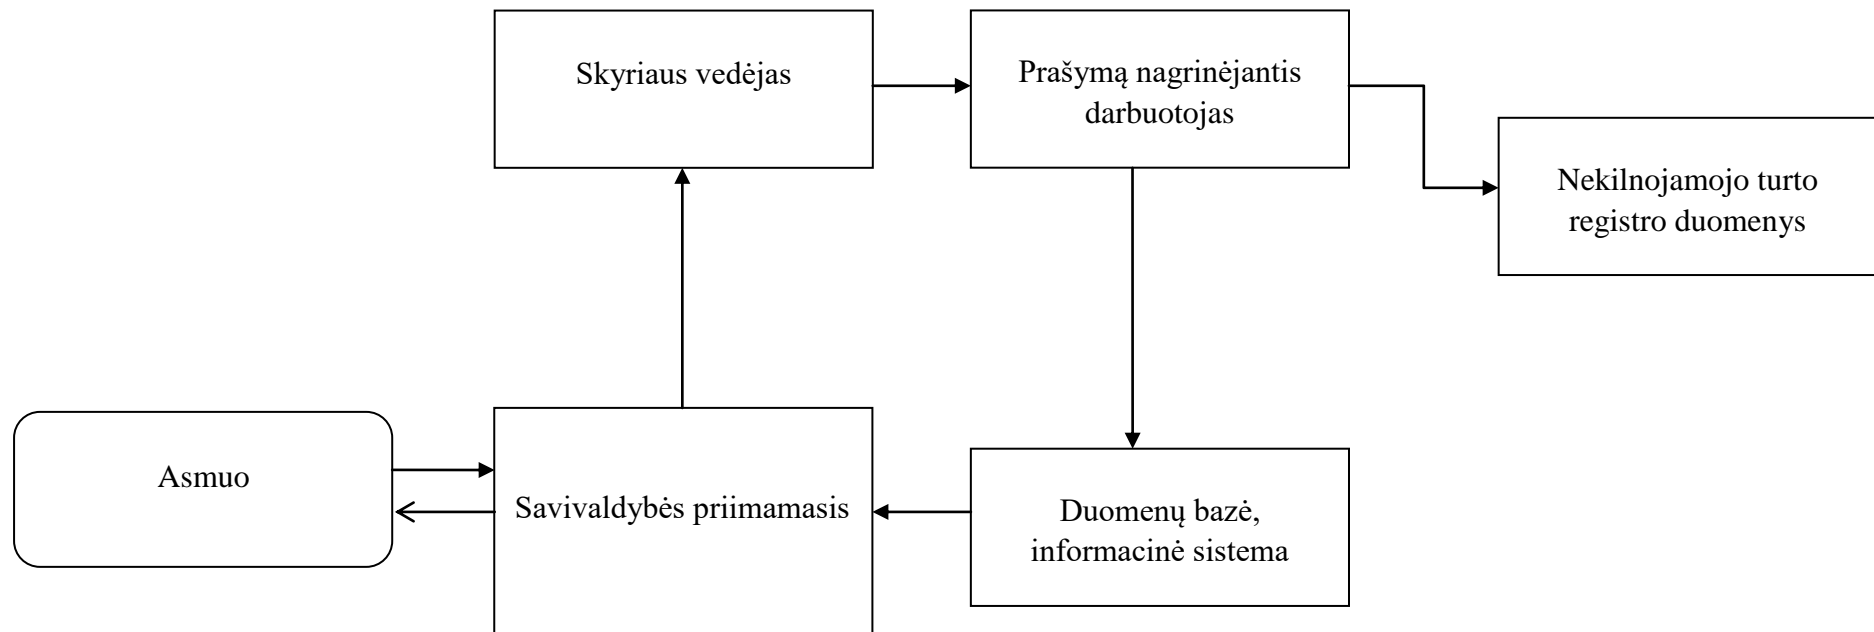 Skyriaus vedėjas
Prašymą nagrinėjantis
darbuotojas
Nekilnojamojo turto
registro duomenys
Asmuo
Savivaldybės priimamasis
Duomenų bazė,
informacinė sistema